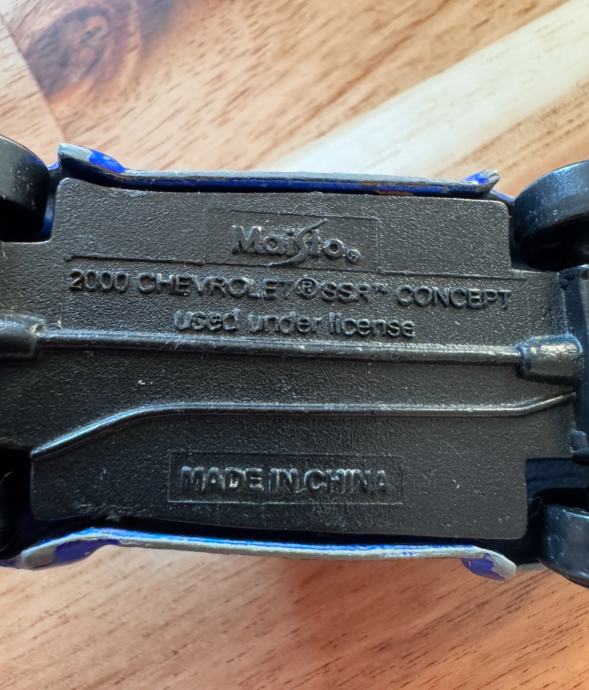 Maisto®
2000 CHEVROLET® SSR™ CONCEPT
used under license
MADE IN CHINA